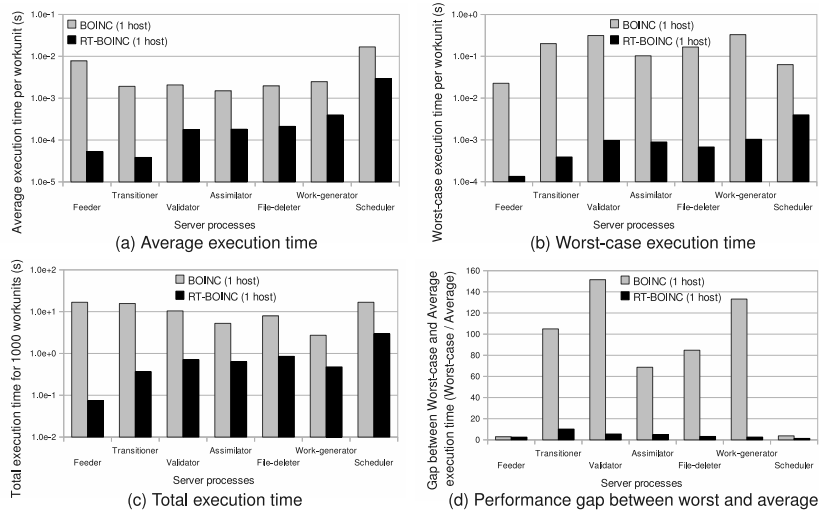 Average execution time per workunit (s)
1.0e-1
1.0e-2
1.0e-3
1.0e-4
1.0e-5
BOINC (1 host)
RT-BOINC (1 host)
Feeder
Transitioner
Validator
Assimilator
File-deleter
Work-generator
Scheduler
Server processes
(a) Average execution time
Worst-case execution time per workunit (s)
1.0e+0
1.0e-1
1.0e-2
1.0e-3
1.0e-4
BOINC (1 host)
RT-BOINC (1 host)
Feeder
Transitioner
Validator
Assimilator
File-deleter
Work-generator
Scheduler
Server processes
(b) Worst-case execution time
Total execution time for 1000 workunits (s)
1.0e+2
1.0e+1
1.0e+0
1.0e-1
1.0e-2
BOINC (1 host)
RT-BOINC (1 host)
Feeder
Transitioner
Validator
Assimilator
File-deleter
Work-generator
Scheduler
Server processes
(c) Total execution time
Gap between Worst-case and Average
execution time (Worst-case / Average)
160
140
120
100
80
60
40
20
0
BOINC (1 host)
RT-BOINC (1 host)
Feeder
Transitioner
Validator
Assimilator
File-deleter
Work-generator
Scheduler
Server processes
(d) Performance gap between worst and average